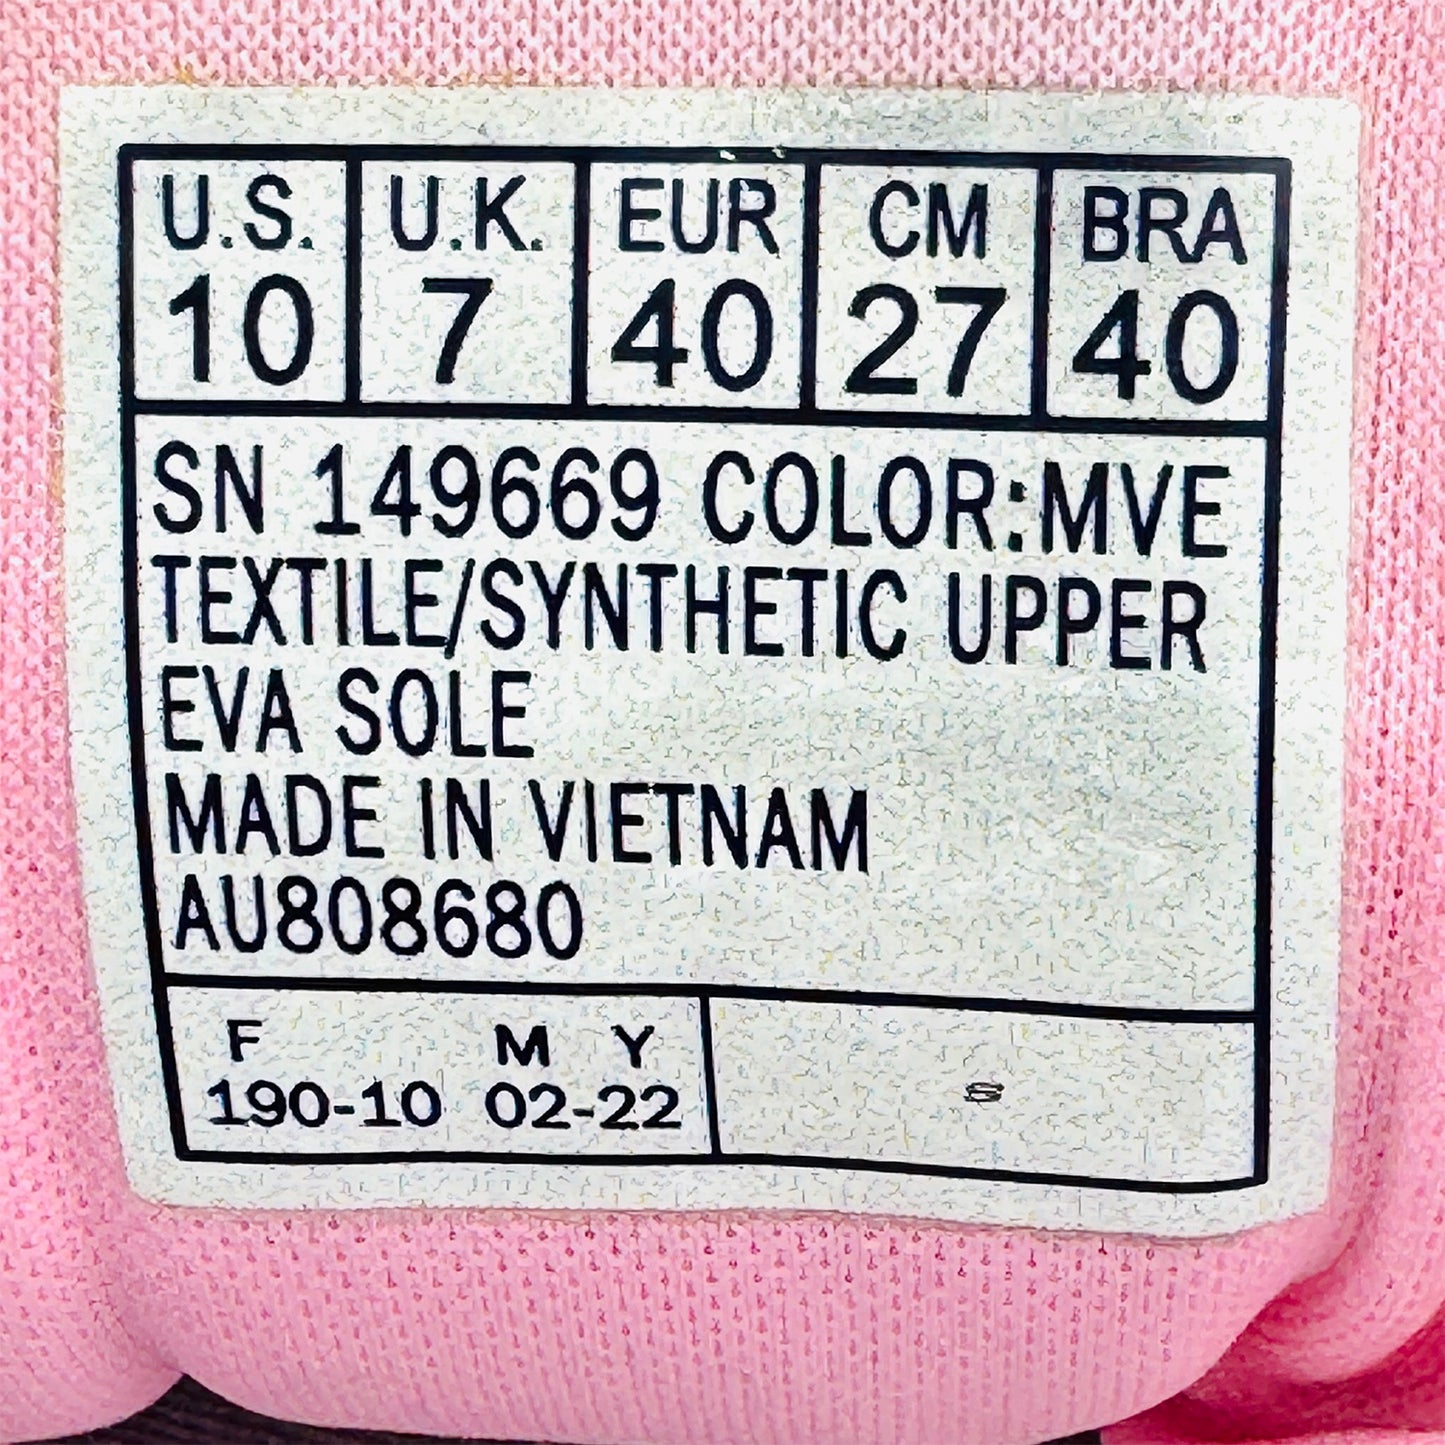 U.S. U.K. EUR CM BRA
10 7 40 27 40
SN 149669 COLOR:MVE
TEXTILE/SYNTHETIC UPPER
EVA SOLE
MADE IN VIETNAM
AU808680
F M Y
190-10 02-22